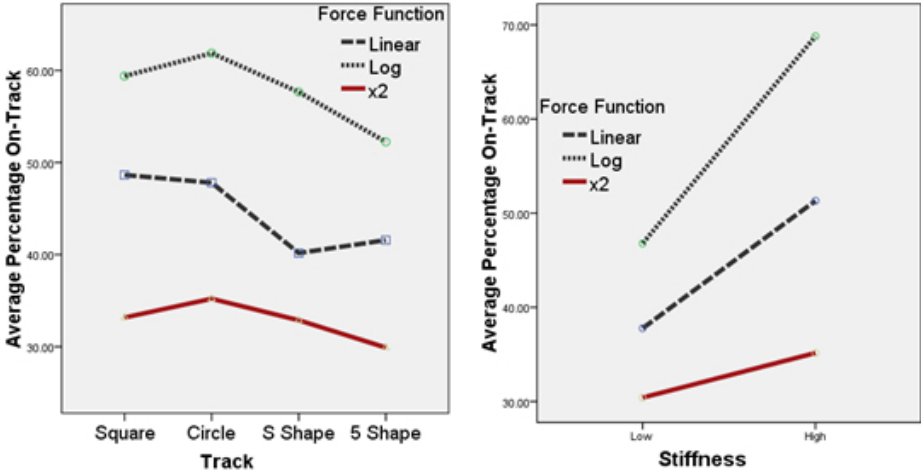 Average Percentage On-Track
60.00
50.00
40.00
30.00
Force Function
Linear
Log
x2
Square Circle S Shape 5 Shape
Track
Average Percentage On-Track
70.00
60.00
50.00
40.00
30.00
Force Function
Linear
Log
x2
Low High
Stiffness